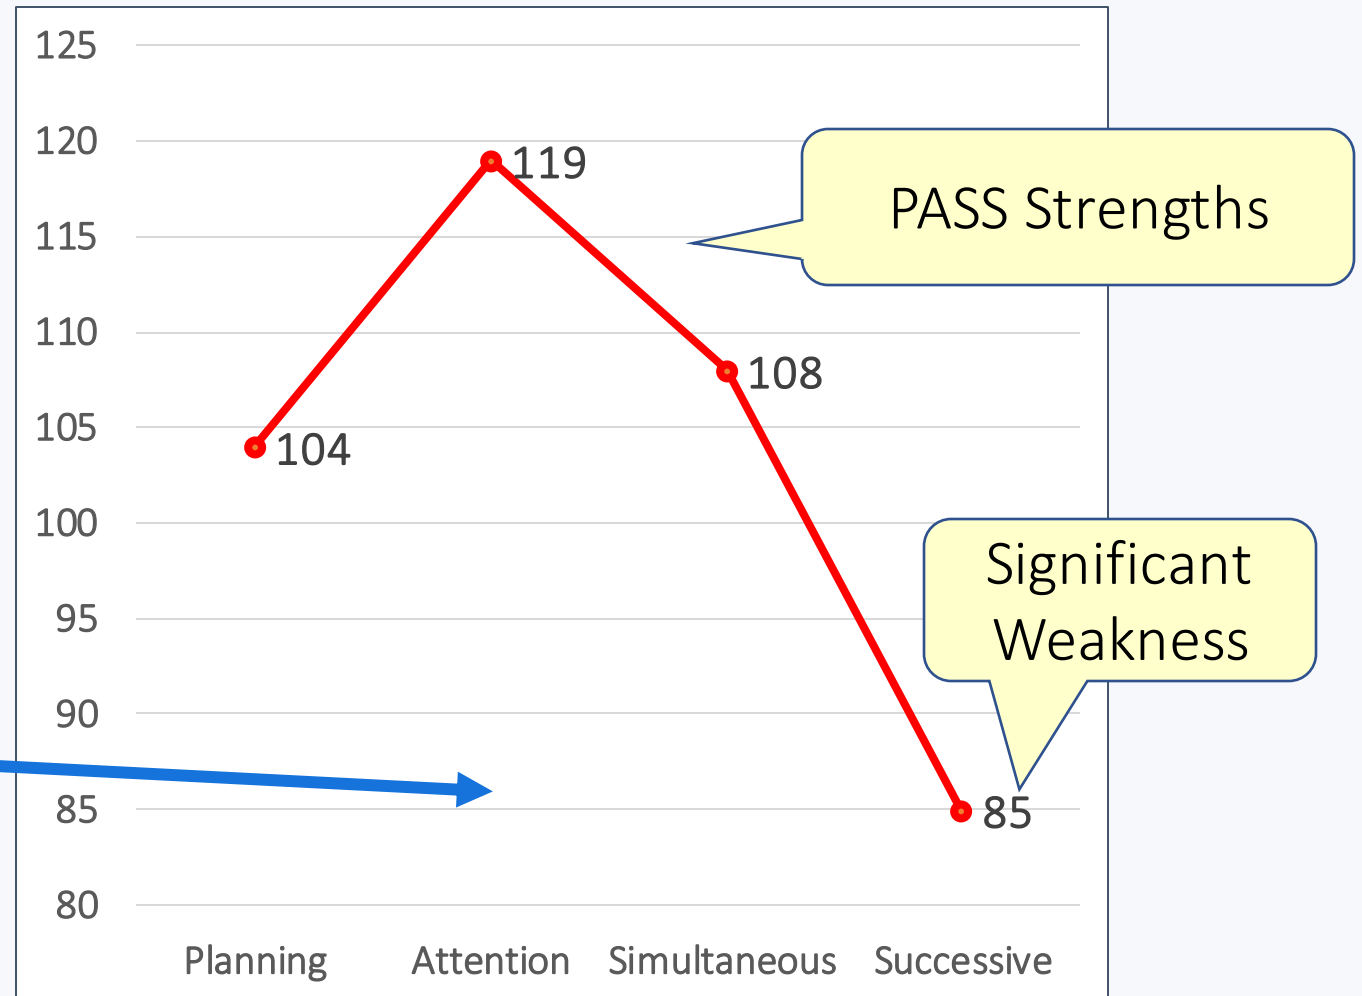 125
120
115
110
105
100
95
90
85
80
119
104
108
85
PASS Strengths
Significant
Weakness
Planning
Attention
Simultaneous
Successive